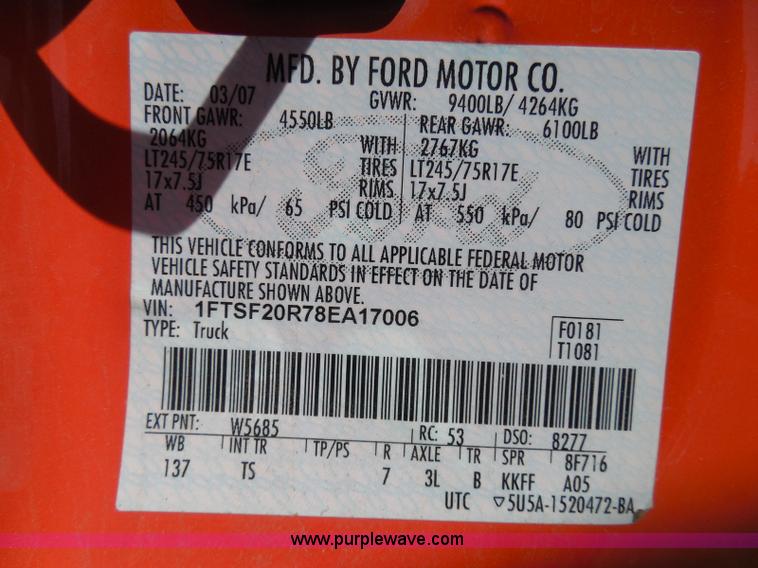 MFD. BY FORD MOTOR CO.
DATE: 03/07 GVWR: 9400LB/ 4264KG
FRONT GAWR: 4550LB REAR GAWR: 6100LB
2064KG WITH 2767KG WITH
LT245/75R17E TIRES LT245/75R17E TIRES
17x7.5J RIMS 17x7.5J RIMS
AT 450 kPa/ 65 PSI COLD AT 550 kPa/ 80 PSI COLD
Ford
THIS VEHICLE CONFORMS TO ALL APPLICABLE FEDERAL MOTOR
VEHICLE SAFETY STANDARDS IN EFFECT ON THE DATE OF
MANUFACTURE SHOWN ABOVE.
VIN: 1FTSF20R78EA17006
TYPE: Truck
F0181
T1081
EXT PNT: W5685 RC: 53 DSO: 8277
WB INT TR TP/PS R AXLE TR SPR 8F716
137 TS 7 3L B KKFF A05
UTC ▽5U5A-1520472-BA
www.purplewave.com